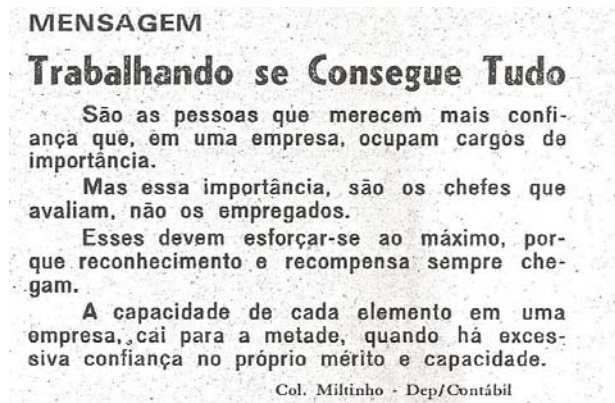 MENSAGEM
Trabalhando se Consegue Tudo
São as pessoas que merecem mais confi-
ança que, em uma empresa, ocupam cargos de
importância.
Mas essa importância, são os chefes que
avaliam, não os empregados.
Esses devem esforçar-se ao máximo, por-
que reconhecimento e recompensa sempre che-
gam.
A capacidade de cada elemento em uma
empresa, cai para a metade, quando há exces-
siva confiança no próprio mérito e capacidade.
Col. Miltinho - Dep/Contábil